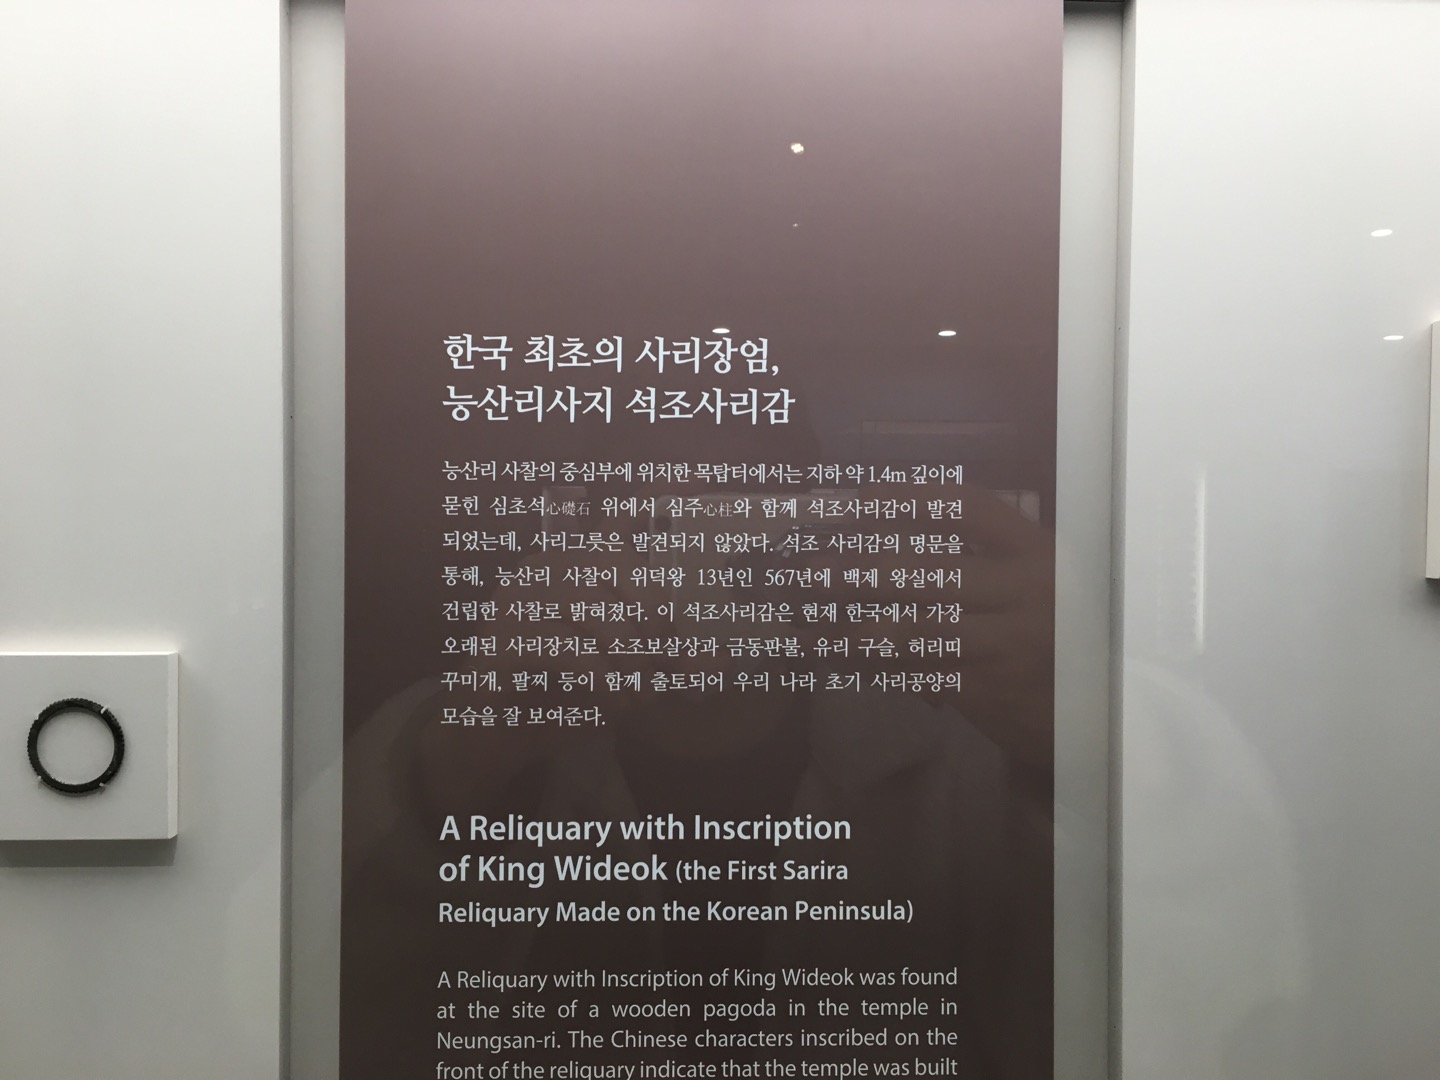 한국 최초의 사리장엄,
능산리사지 석조사리감
능산리 사찰의 중심부에 위치한 목탑터에서는 지하 약 1.4m 깊이에
묻힌 심초석心礎石 위에서 심주心柱와 함께 석조사리감이 발견
되었는데, 사리그릇은 발견되지 않았다. 석조 사리감의 명문을
통해, 능산리 사찰이 위덕왕 13년인 567년에 백제 왕실에서
건립한 사찰로 밝혀졌다. 이 석조사리감은 현재 한국에서 가장
오래된 사리장치로 소조보살상과 금동판불, 유리 구슬, 허리띠
꾸미개, 팔찌 등이 함께 출토되어 우리 나라 초기 사리공양의
모습을 잘 보여준다.
A Reliquary with Inscription
of King Wideok (the First Sarira
Reliquary Made on the Korean Peninsula)
A Reliquary with Inscription of King Wideok was found
at the site of a wooden pagoda in the temple in
Neungsan-ri. The Chinese characters inscribed on the
front of the reliquary indicate that the temple was built